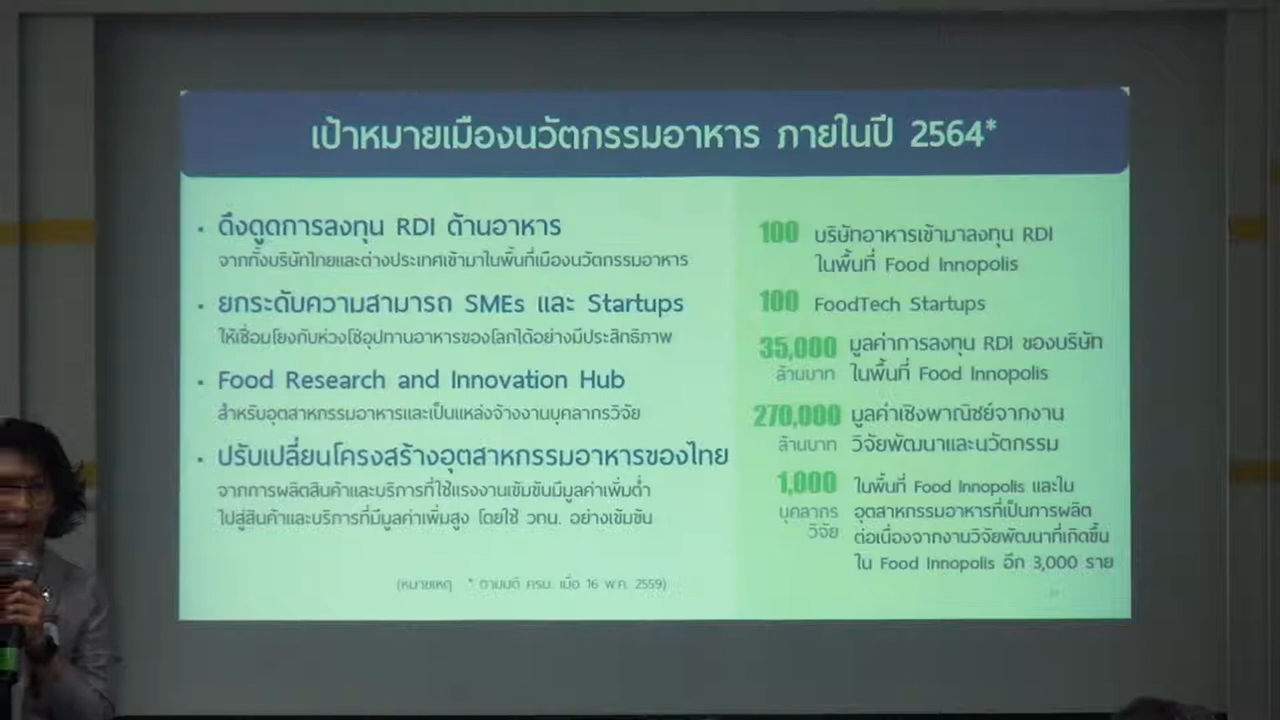 เป้าหมายเมืองนวัตกรรมอาหาร ภายในปี 2564*
• ดึงดูดการลงทุน RDI ด้านอาหาร
จากทั้งบริษัทไทยและต่างประเทศเข้ามาในพื้นที่เมืองนวัตกรรมอาหาร
• ยกระดับความสามารถ SMEs และ Startups
ให้เชื่อมโยงกับห่วงโซ่อุปทานอาหารของโลกได้อย่างมีประสิทธิภาพ
• Food Research and Innovation Hub
สำหรับอุตสาหกรรมอาหารและเป็นแหล่งจ้างงานบุคลากรวิจัย
• ปรับเปลี่ยนโครงสร้างอุตสาหกรรมอาหารของไทย
จากการผลิตสินค้าและบริการที่ใช้แรงงานเข้มข้นมีมูลค่าเพิ่มต่ำ
ไปสู่สินค้าและบริการที่มีมูลค่าเพิ่มสูง โดยใช้ วทน. อย่างเข้มข้น
(หมายเหตุ * ตามมติ ครม. เมื่อ 16 พ.ค. 2559)
100 บริษัทอาหารเข้ามาลงทุน RDI
ในพื้นที่ Food Innopolis
100 FoodTech Startups
35,000 มูลค่าการลงทุน RDI ของบริษัท
ล้านบาท ในพื้นที่ Food Innopolis
270,000 มูลค่าเชิงพาณิชย์จากงาน
ล้านบาท วิจัยพัฒนาและนวัตกรรม
1,000 ในพื้นที่ Food Innopolis และใน
บุคลากร อุตสาหกรรมอาหารที่เป็นการผลิต
วิจัย ต่อเนื่องจากงานวิจัยพัฒนาที่เกิดขึ้น
ใน Food Innopolis อีก 3,000 ราย